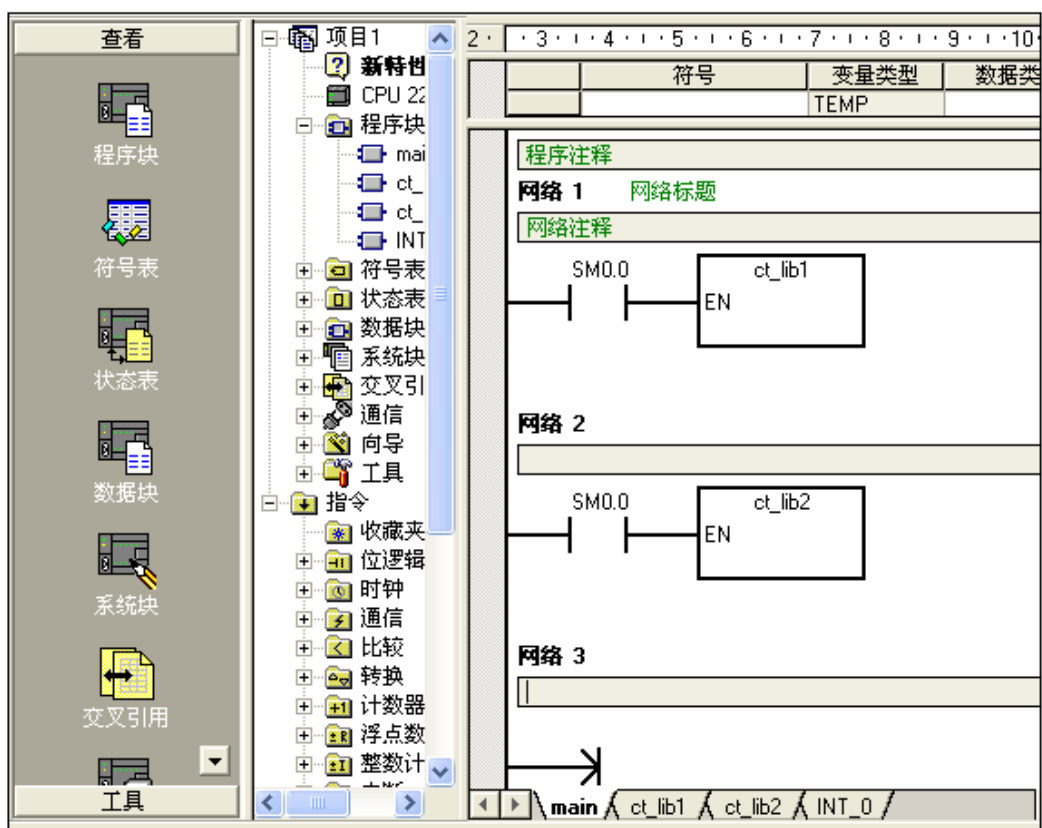 查看
程序块
符号表
状态表
数据块
系统块
交叉引用
工具
项目1
新特性
CPU 22
程序块
mai
ct_
ct_
INT
符号表
状态表
数据块
系统块
交叉引
通信
向导
工具
指令
收藏夹
位逻辑
时钟
通信
比较
转换
计数器
浮点数
整数计
2 · · 3 · ı · 4 · ı · 5 · ı · 6 · ı · 7 · ı · 8 · ı · 9 · ı · 10
符号 变量类型 数据类
TEMP
程序注释
网络 1 网络标题
网络注释
SM0.0 ct_lib1
EN
网络 2
SM0.0 ct_lib2
EN
网络 3
main ct_lib1 ct_lib2 INT_0